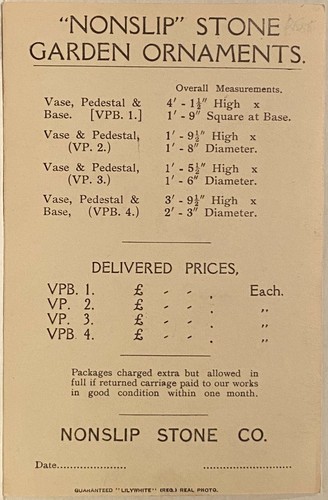 "NONSLIP" STONE
GARDEN ORNAMENTS.
Overall Measurements.
Vase, Pedestal & 4' - 1½" High x
Base. [VPB. 1.] 1' - 9" Square at Base.
Vase & Pedestal, 1' - 9½" High x
(VP. 2.) 1' - 8" Diameter.
Vase & Pedestal, 1' - 5½" High x
(VP. 3.) 1' - 6" Diameter.
Vase, Pedestal & 3' - 9½" High x
Base, (VPB. 4.) 2' - 3" Diameter.
DELIVERED PRICES,
VPB. 1. £ - - . Each.
VP. 2. £ - - . „
VP. 3. £ - - . „
VPB 4. £ - - . „
Packages charged extra but allowed in
full if returned carriage paid to our works
in good condition within one month.
NONSLIP STONE CO.
Date.................... .........................
GUARANTEED "LILYWHITE" (REG.) REAL PHOTO.